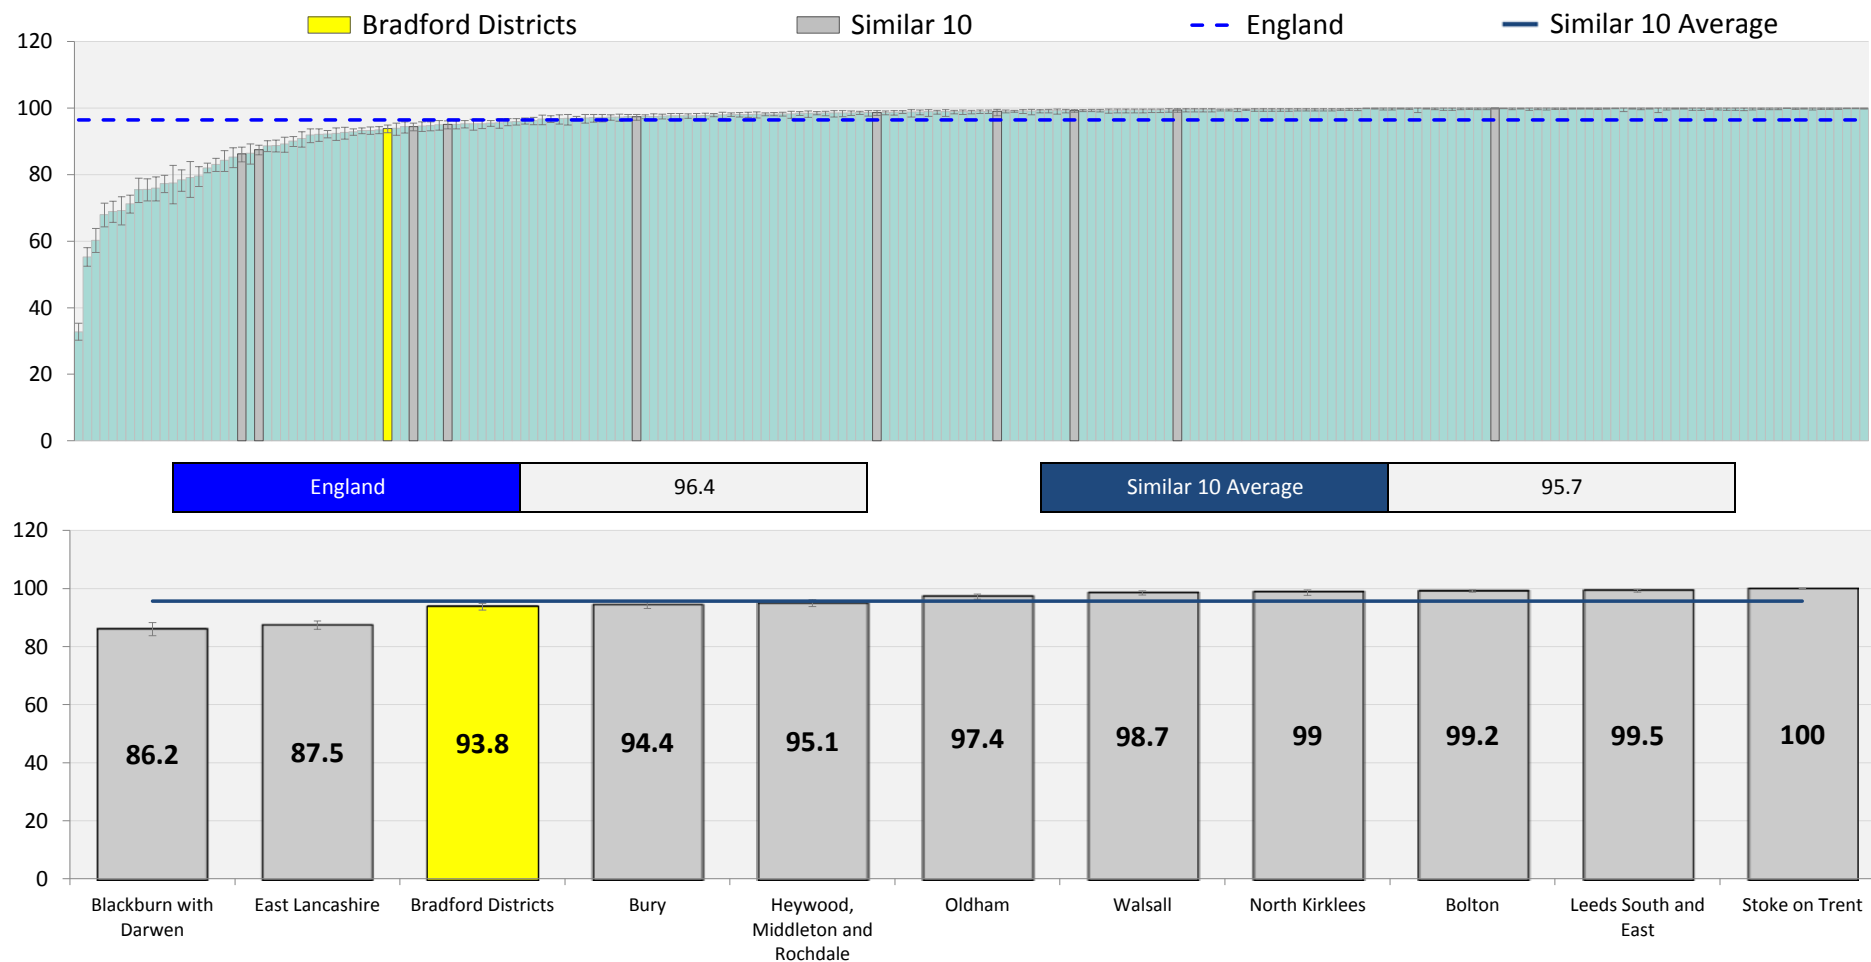 Bradford Districts
Similar 10
England
Similar 10 Average
120
100
80
60
40
20
0
England
96.4
Similar 10 Average
95.7
120
100
80
60
40
20
0
86.2
87.5
93.8
94.4
95.1
97.4
98.7
99
99.2
99.5
100
Blackburn with
Darwen
East Lancashire
Bradford Districts
Bury
Heywood,
Middleton and
Rochdale
Oldham
Walsall
North Kirklees
Bolton
Leeds South and
East
Stoke on Trent